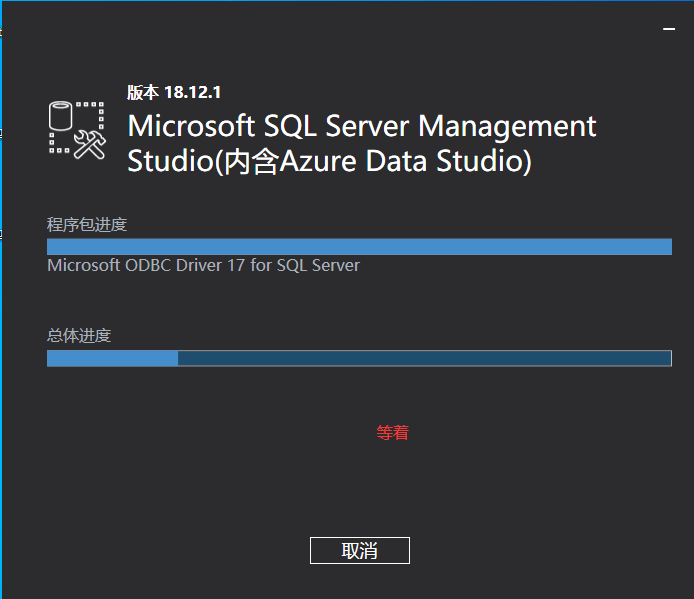 版本 18.12.1
Microsoft SQL Server Management
Studio(内含Azure Data Studio)
程序包进度
Microsoft ODBC Driver 17 for SQL Server
总体进度
等着
取消